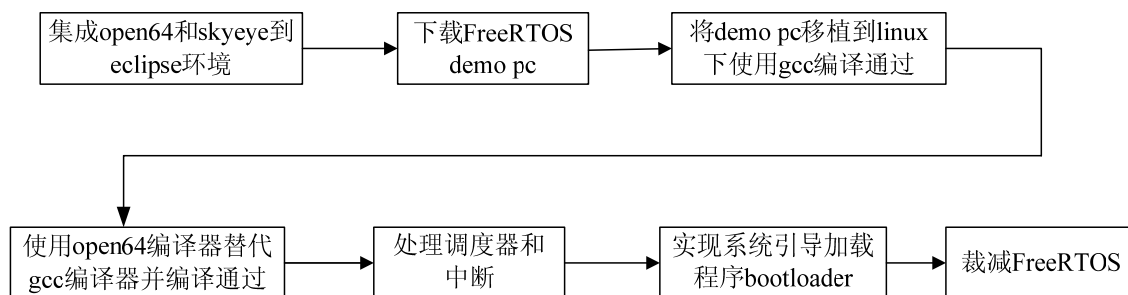 集成open64和skyeye到
eclipse环境
下载FreeRTOS
demo pc
将demo pc移植到linux
下使用gcc编译通过
使用open64编译器替代
gcc编译器并编译通过
处理调度器和
中断
实现系统引导加载
程序bootloader
裁减FreeRTOS